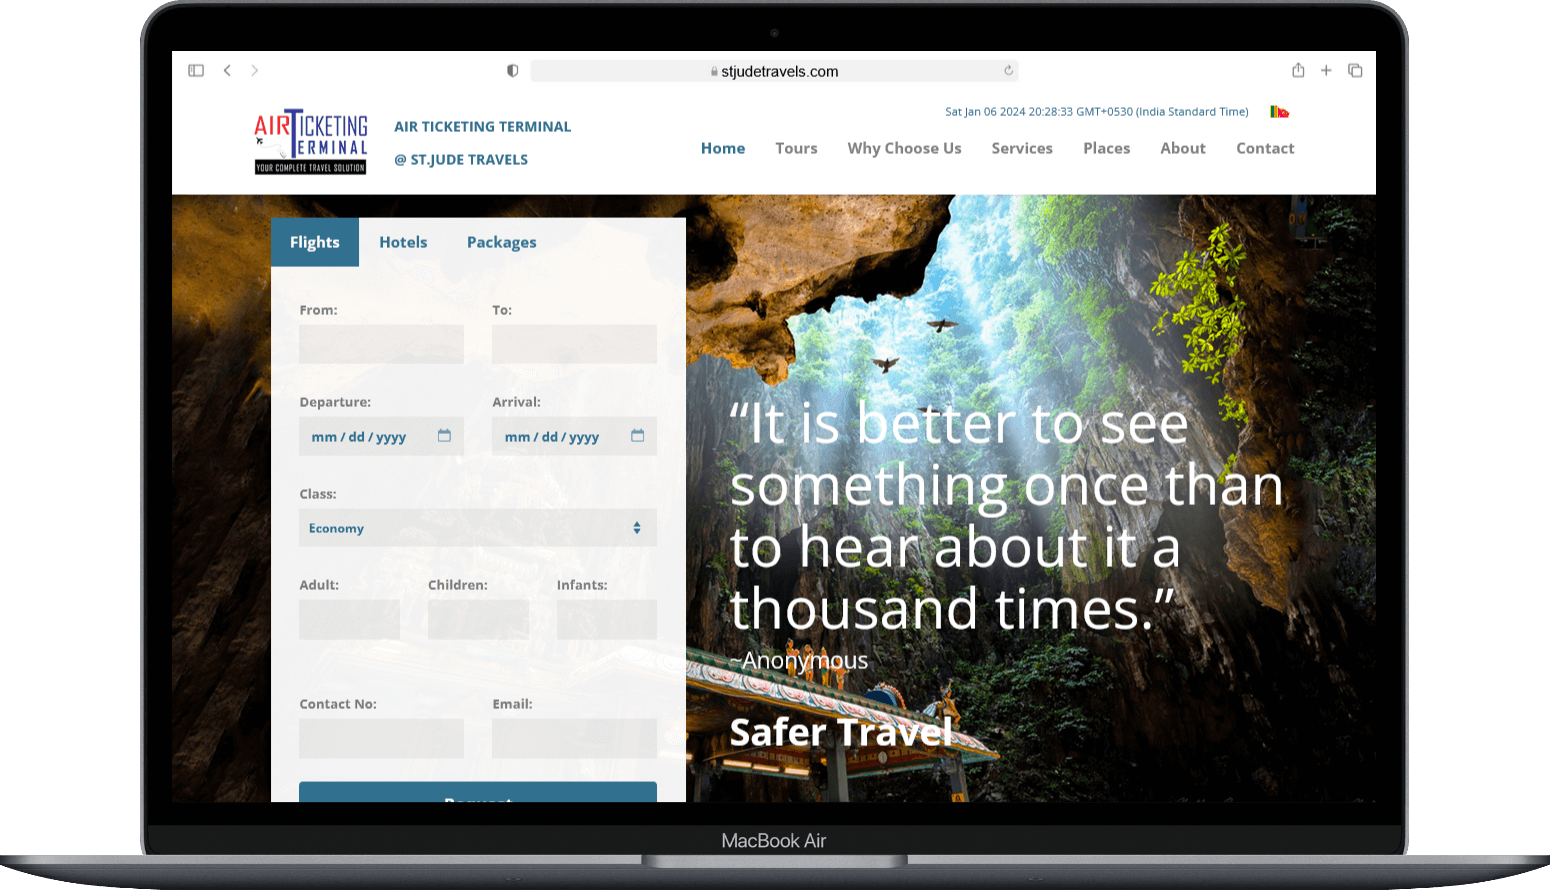 stjudetravels.com
Sat Jan 06 2024 20:28:33 GMT+0530 (India Standard Time)
AIRTICKETING
TERMINAL
YOUR COMPLETE TRAVEL SOLUTION
AIR TICKETING TERMINAL
@ ST.JUDE TRAVELS
Home Tours Why Choose Us Services Places About Contact
Flights Hotels Packages
From: To:
Departure: Arrival:
mm / dd / yyyy mm / dd / yyyy
Class:
Economy
Adult: Children: Infants:
Contact No: Email:
Request
“It is better to see
something once than
to hear about it a
thousand times.”
~Anonymous
Safer Travel
MacBook Air